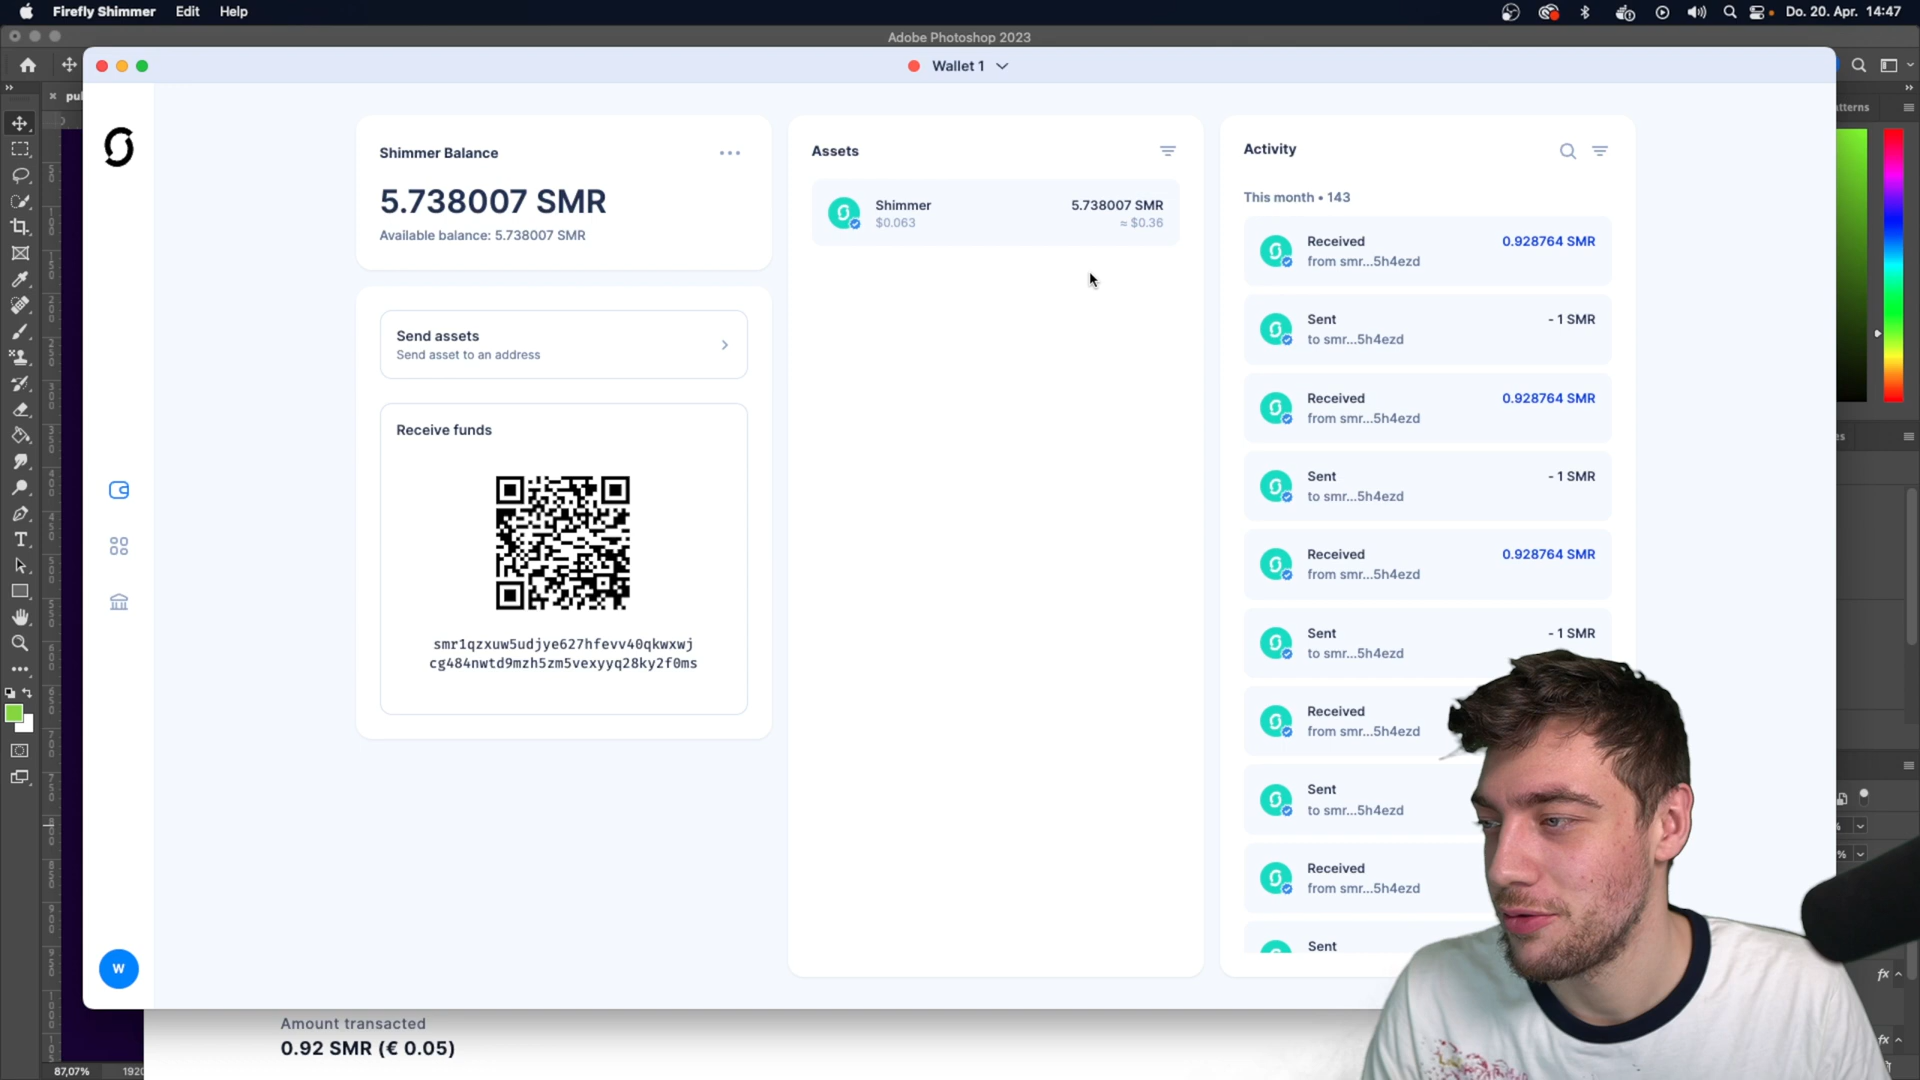 Firefly Shimmer Edit Help
Do. 20. Apr. 14:47
Adobe Photoshop 2023
Wallet 1
Shimmer Balance
5.738007 SMR
Available balance: 5.738007 SMR
Send assets
Send asset to an address
Receive funds
smr1qzxuw5udjye627hfevv40qkwxwj
cg484nwtd9mzh5zm5vexyyq28ky2f0ms
W
Assets
Shimmer 5.738007 SMR
$0.063 ≈ $0.36
Activity
This month • 143
Received 0.928764 SMR
from smr...5h4ezd
Sent - 1 SMR
to smr...5h4ezd
Received 0.928764 SMR
from smr...5h4ezd
Sent - 1 SMR
to smr...5h4ezd
Received 0.928764 SMR
from smr...5h4ezd
Sent - 1 SMR
to smr...5h4ezd
Received
from smr...5h4ezd
Sent
to smr...5h4ezd
Received
from smr...5h4ezd
Sent
Amount transacted
0.92 SMR (€ 0.05)
87,07%
fx
fx